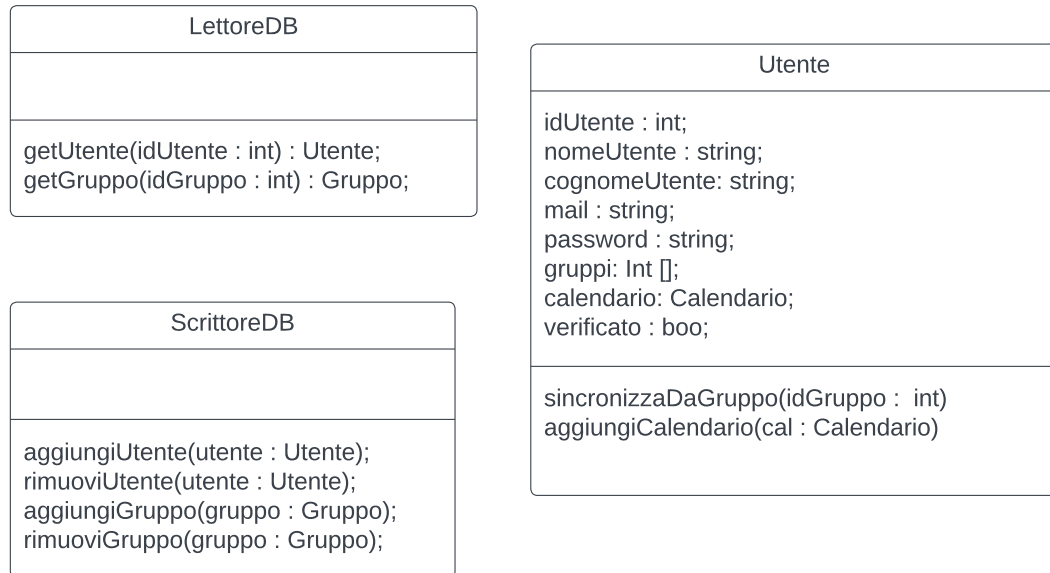 LettoreDB
getUtente(idUtente : int) : Utente;
getGruppo(idGruppo : int) : Gruppo;
ScrittoreDB
aggiungiUtente(utente : Utente);
rimuoviUtente(utente : Utente);
aggiungiGruppo(gruppo : Gruppo);
rimuoviGruppo(gruppo : Gruppo);
Utente
idUtente : int;
nomeUtente : string;
cognomeUtente: string;
mail : string;
password : string;
gruppi: Int [];
calendario: Calendario;
verificato : boo;
sincronizzaDaGruppo(idGruppo :  int)
aggiungiCalendario(cal : Calendario)